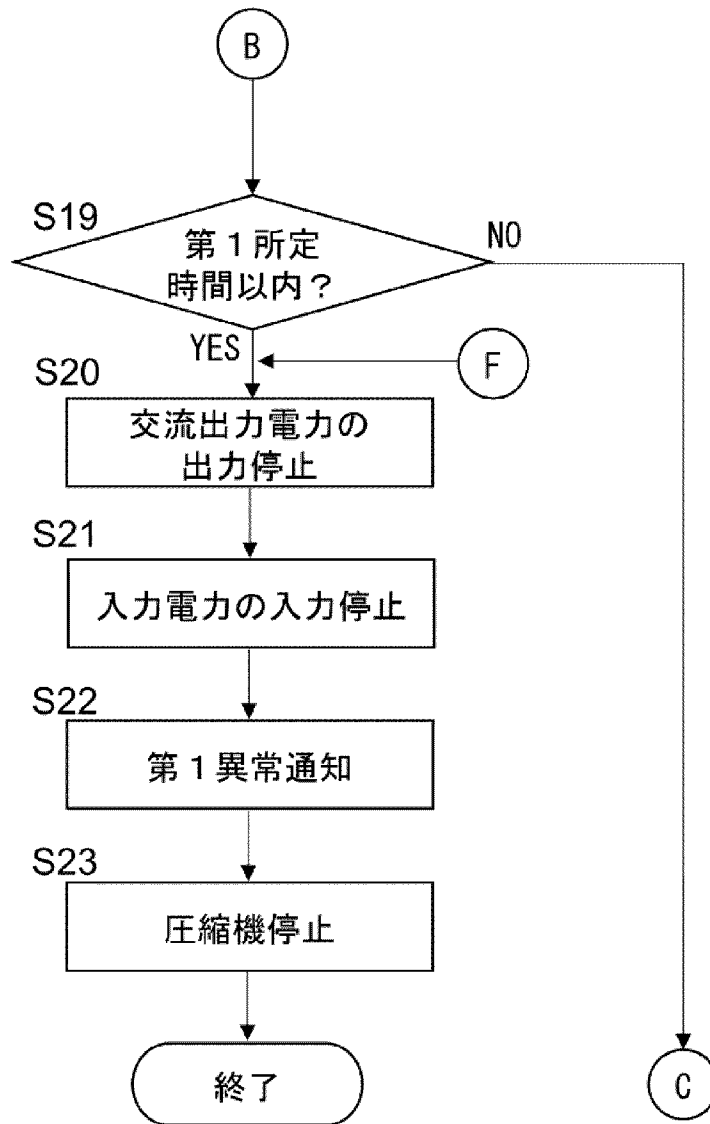 B
S19
第１所定
時間以内？
NO
YES
F
S20
交流出力電力の
出力停止
S21
入力電力の入力停止
S22
第１異常通知
S23
圧縮機停止
終了
C